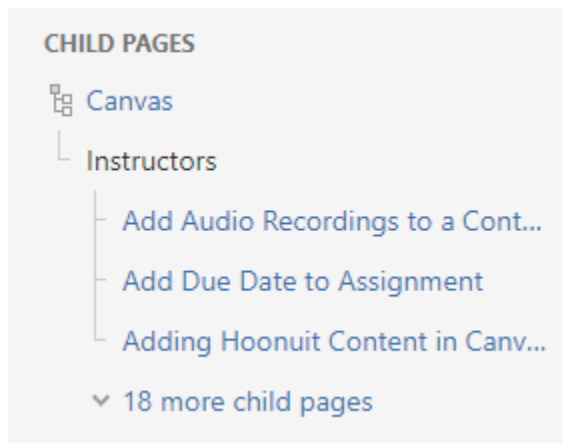 CHILD PAGES
Canvas
Instructors
Add Audio Recordings to a Cont...
Add Due Date to Assignment
Adding Hoonuit Content in Canv...
18 more child pages